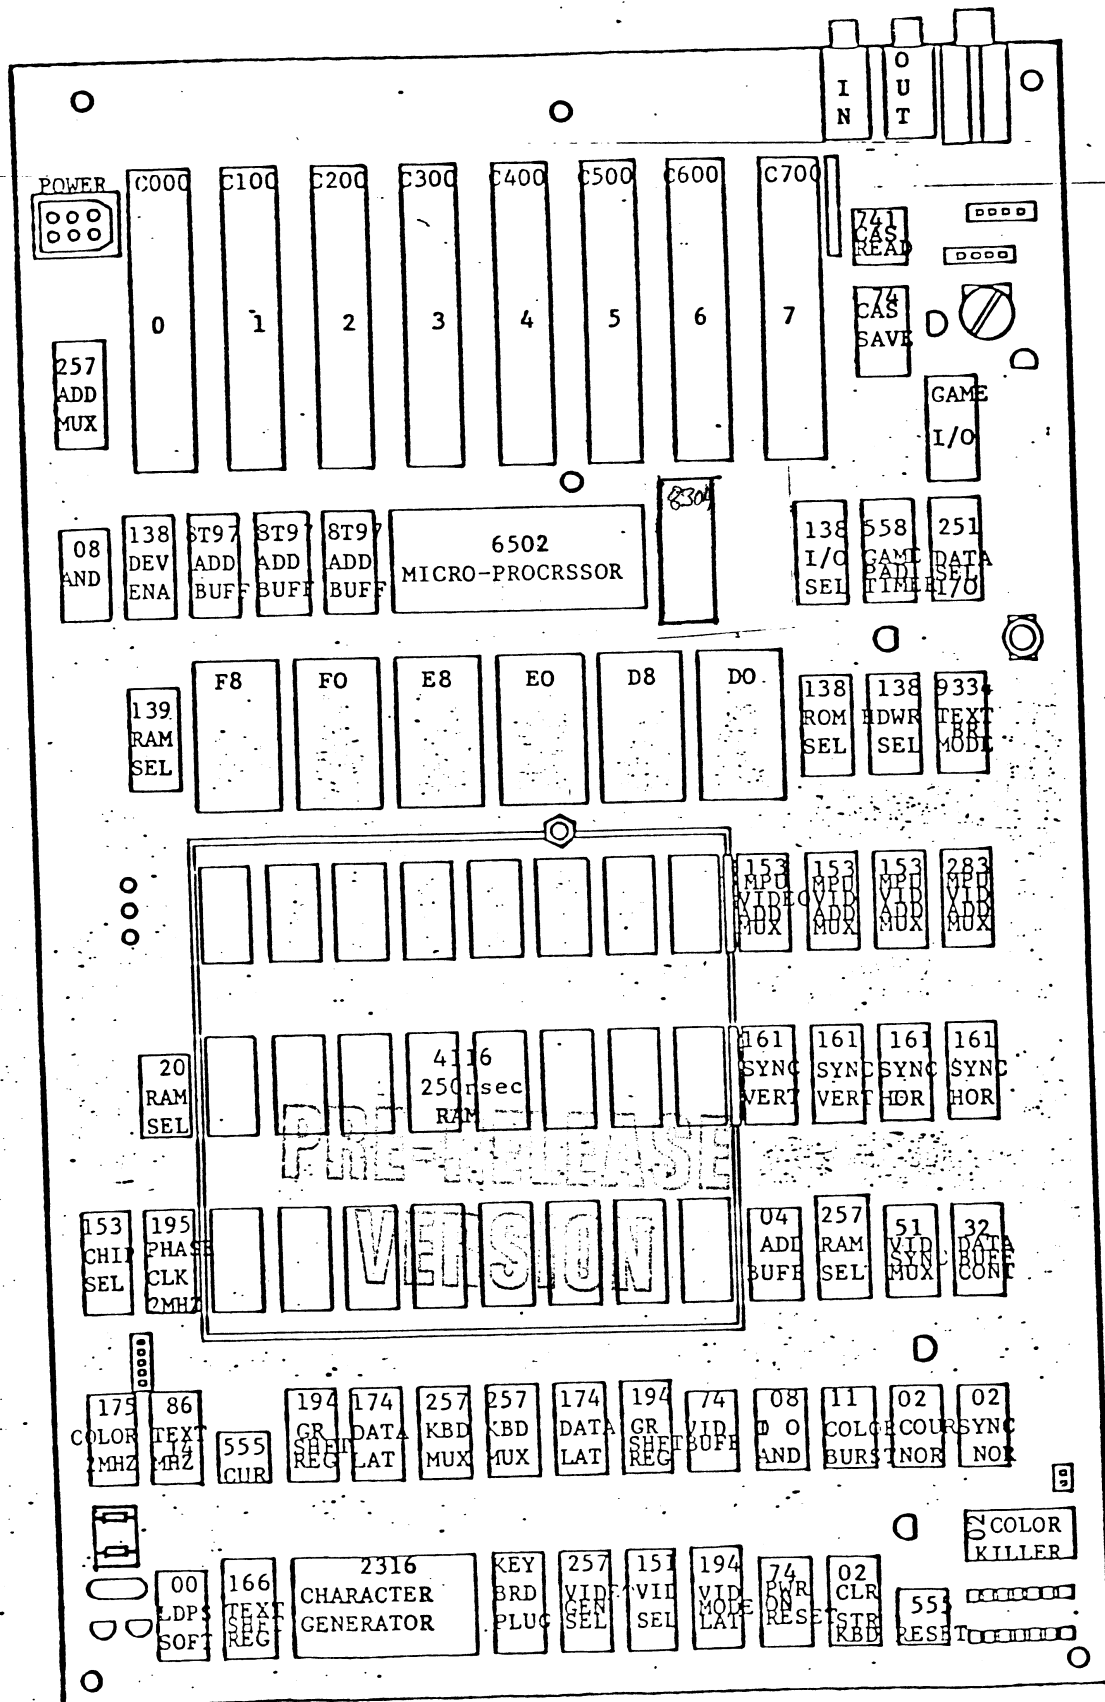 IN
OUT
POWER
C000
C100
C200
C300
C400
C500
C600
C700
0
1
2
3
4
5
6
7
741
CAS
READ
74
CAS
SAVE
257
ADD
MUX
GAME
I/O
08
AND
138
DEV
ENA
8T97
ADD
BUFF
8T97
ADD
BUFF
8T97
ADD
BUFF
6502
MICRO-PROCRSSOR
8304
138
I/O
SEL
558
GAME
PADL
TIMER
251
DATA
SEL
I/O
139
RAM
SEL
F8
F0
E8
E0
D8
D0
138
ROM
SEL
138
HDWR
SEL
9334
TEXT
BRT
MODE
153
MPU
VIDEO
ADD
MUX
153
MPU
VID
ADD
MUX
153
MPU
VID
ADD
MUX
283
MPU
VID
ADD
MUX
20
RAM
SEL
4116
250nsec
RAM
161
SYNC
VERT
161
SYNC
VERT
161
SYNC
HOR
161
SYNC
HOR
PRE-RELEASE
VERSION
153
CHIP
SEL
195
PHASE
CLK
2MHZ
04
ADD
BUFF
257
RAM
SEL
51
VID
SYNC
MUX
32
DATA
BUFF
CONT
175
COLOR
2MHZ
86
TEXT
14
MHZ
555
CUR
194
GR
SHFT
REG
174
DATA
LAT
257
KBD
MUX
257
KBD
MUX
174
DATA
LAT
194
GR
SHFT
REG
74
VID
BUFF
08
D O
AND
11
COLOR
BURST
02
COUR
NOR
02
SYNC
NOR
02
COLOR
KILLER
00
LDPS
SOFT
166
TEXT
SHFT
REG
2316
CHARACTER
GENERATOR
KEY
BRD
PLUG
257
VID
GEN
SEL
151
VID
SEL
194
VID
MODE
LAT
74
PWR
ON
RESET
02
CLR
STR
KBD
555
RESET